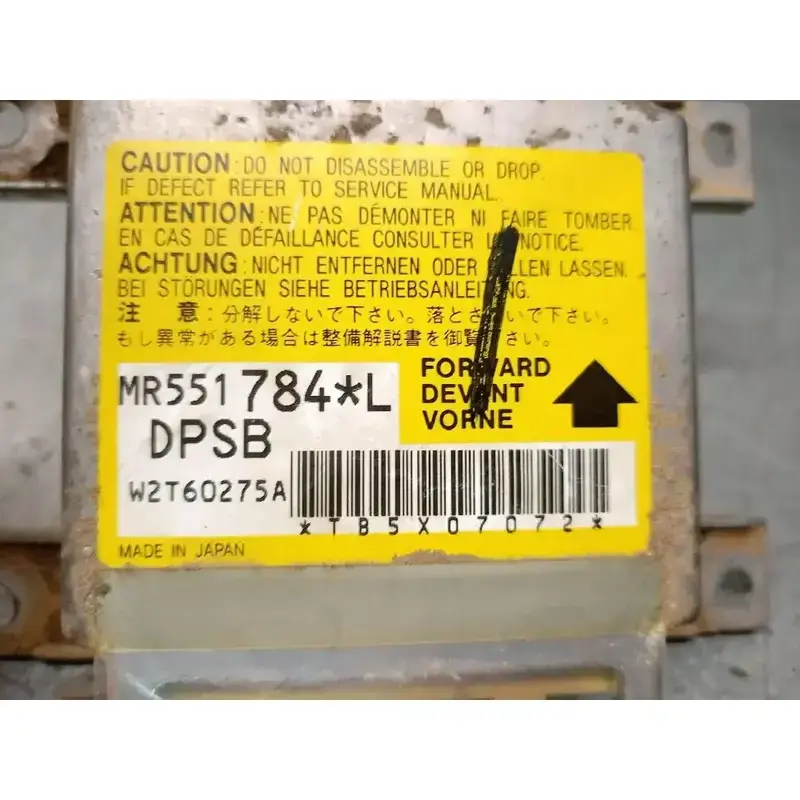 CAUTION : DO NOT DISASSEMBLE OR DROP.
IF DEFECT REFER TO SERVICE MANUAL.
ATTENTION : NE PAS DÉMONTER NI FAIRE TOMBER.
EN CAS DE DÉFAILLANCE CONSULTER NOTICE.
ACHTUNG : NICHT ENTFERNEN ODER LASSEN.
BEI STÖRUNGEN SIEHE BETRIEBSANLEITUNG.
注 意 : 分解しないで下さい。落とさないで下さい。
もし異常がある場合は整備解説書を御覧下さい。
MR551784*L
DPSB
W2T60275A
FORWARD
DEVANT
VORNE
*TB5X07072*
MADE IN JAPAN